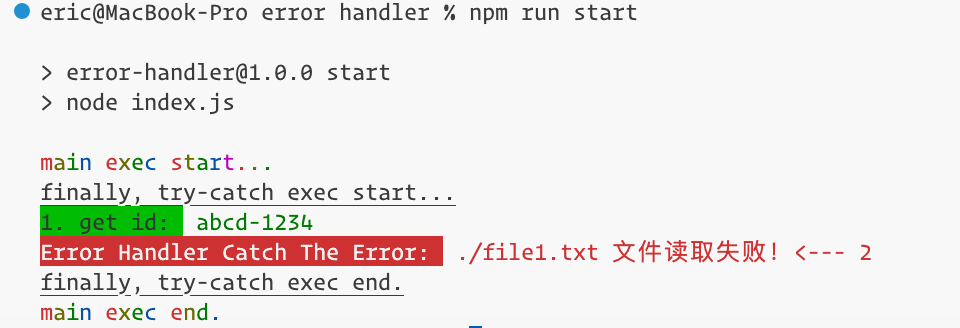 eric@MacBook-Pro error handler % npm run start
> error-handler@1.0.0 start
> node index.js
main exec start...
finally, try-catch exec start...
1. get id: abcd-1234
Error Handler Catch The Error: ./file1.txt 文件读取失败! <--- 2
finally, try-catch exec end.
main exec end.